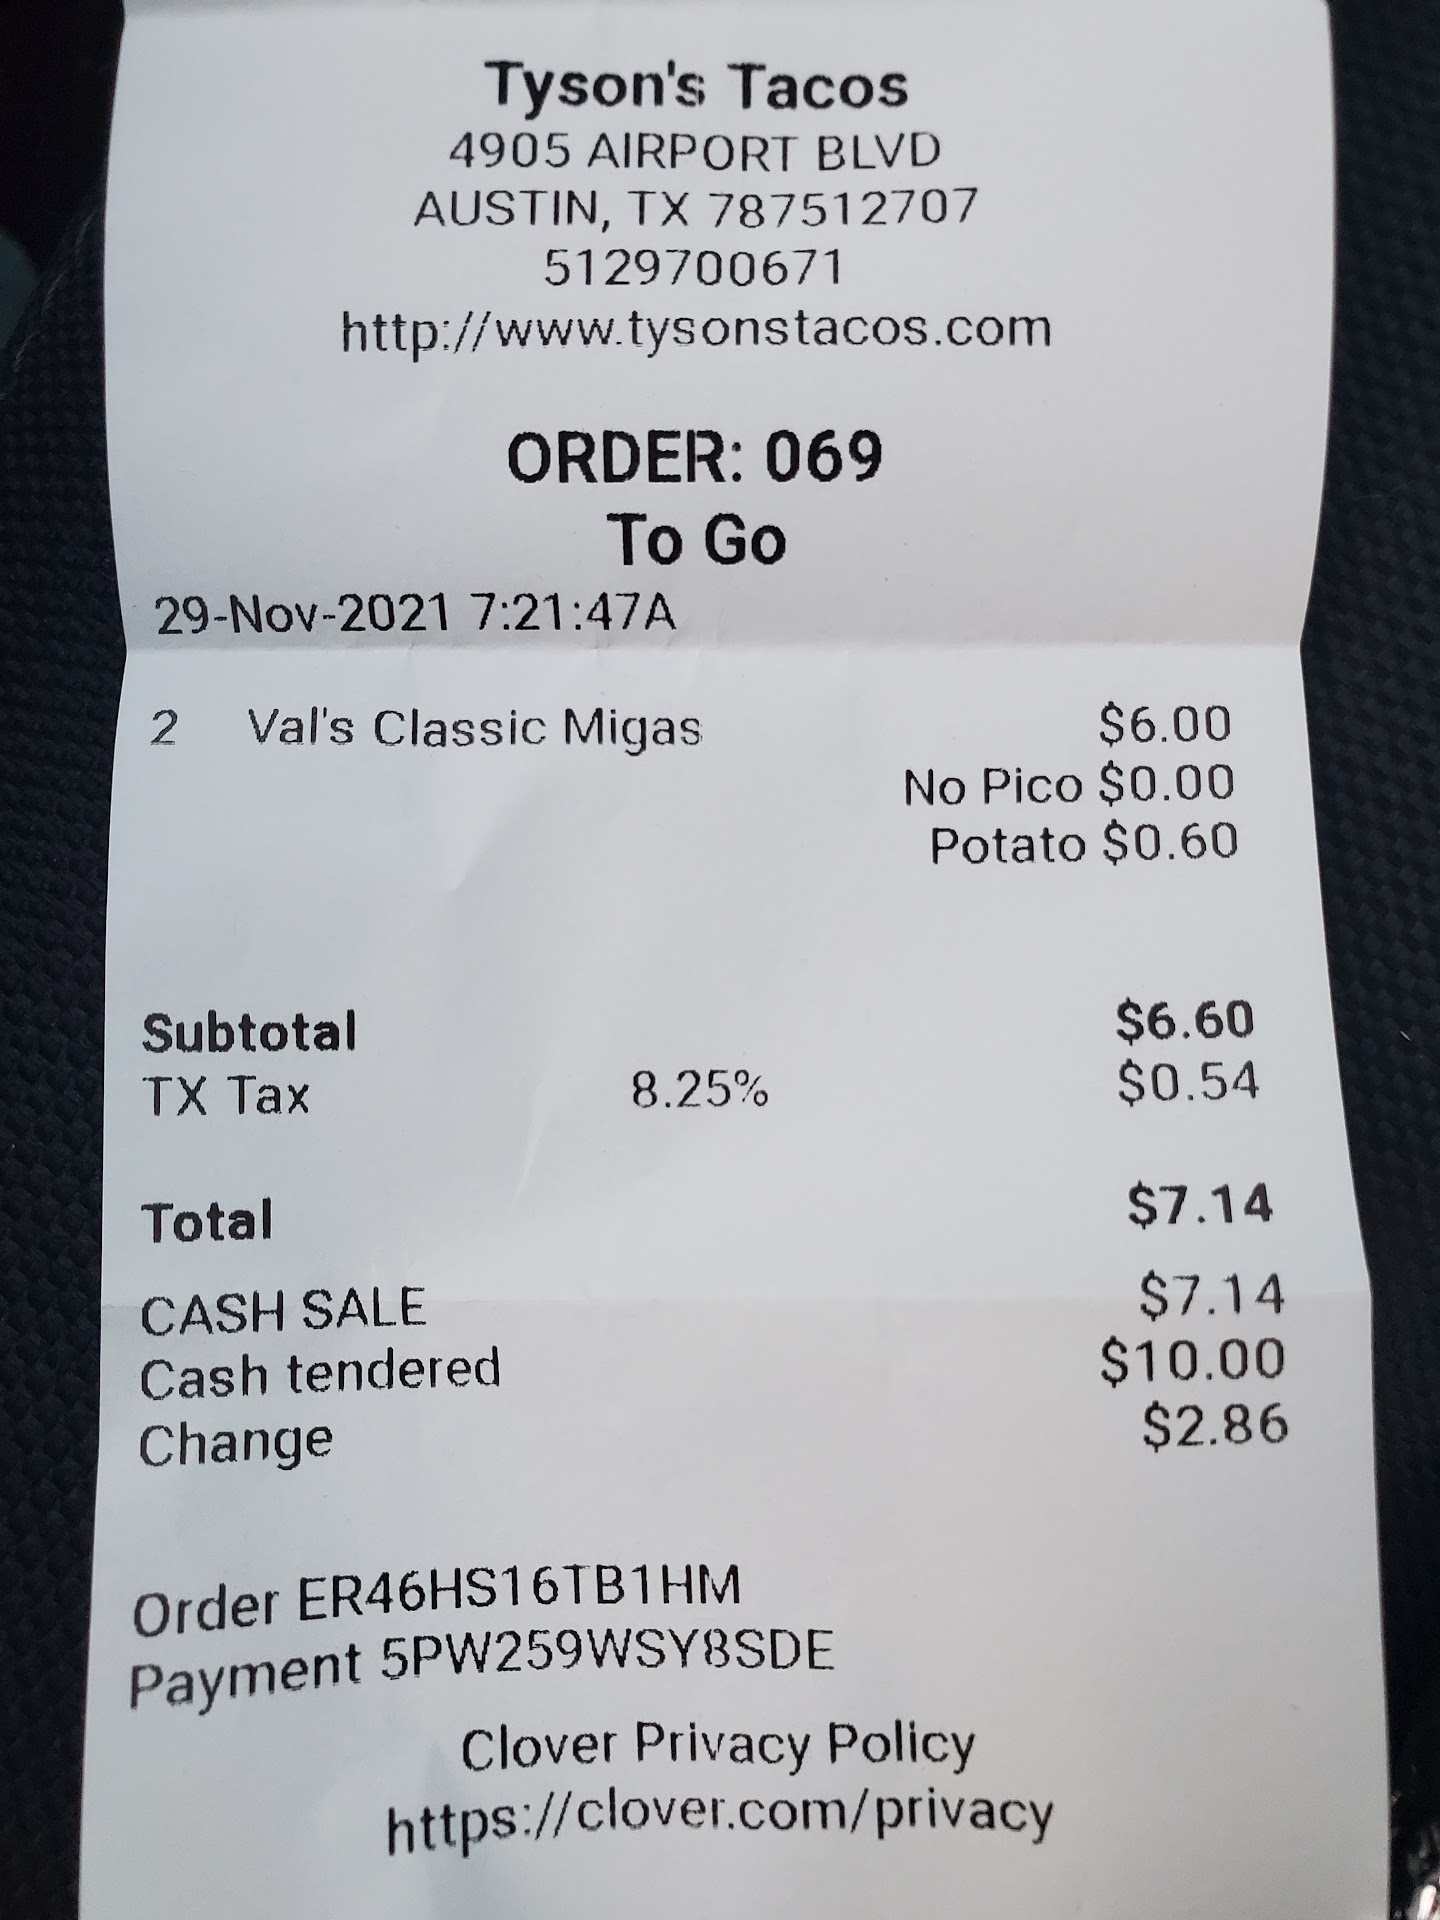 Tyson's Tacos
4905 AIRPORT BLVD
AUSTIN, TX 787512707
5129700671
http://www.tysonstacos.com
ORDER: 069
To Go
29-Nov-2021 7:21:47A
2 Val's Classic Migas $6.00
No Pico $0.00
Potato $0.60
Subtotal $6.60
TX Tax 8.25% $0.54
Total $7.14
CASH SALE $7.14
Cash tendered $10.00
Change $2.86
Order ER46HS16TB1HM
Payment 5PW259WSY8SDE
Clover Privacy Policy
https://clover.com/privacy